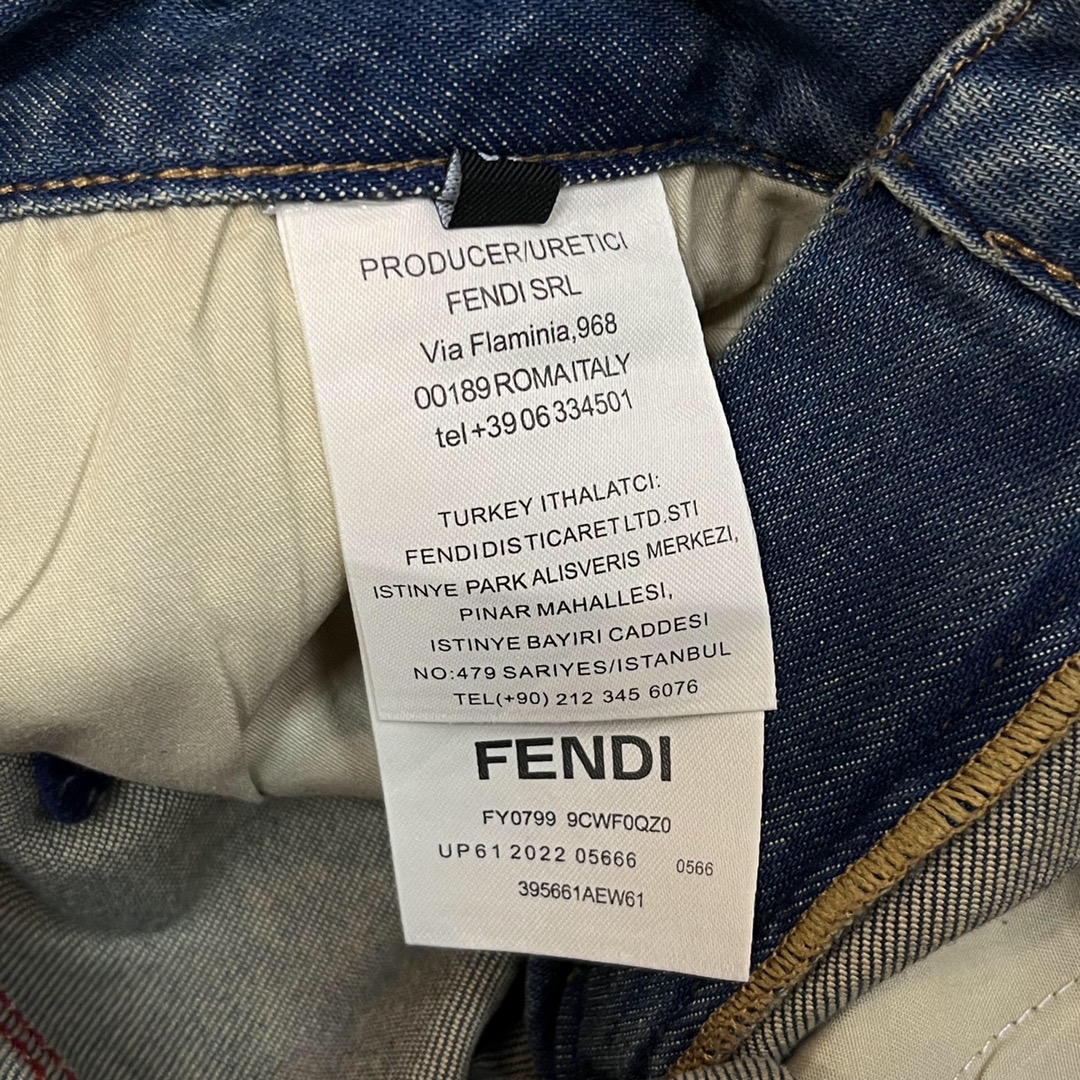 PRODUCER/URETICI
FENDI SRL
Via Flaminia,968
00189 ROMA ITALY
tel +39 06 334501
TURKEY ITHALATCI:
FENDI DIS TICARET LTD.STI
ISTINYE PARK ALISVERIS MERKEZI,
PINAR MAHALLESI,
ISTINYE BAYIRI CADDESI
NO:479 SARIYES/ISTANBUL
TEL(+90) 212 345 6076
FENDI
FY0799 9CWF0QZ0
UP61 2022 05666 0566
395661AEW61